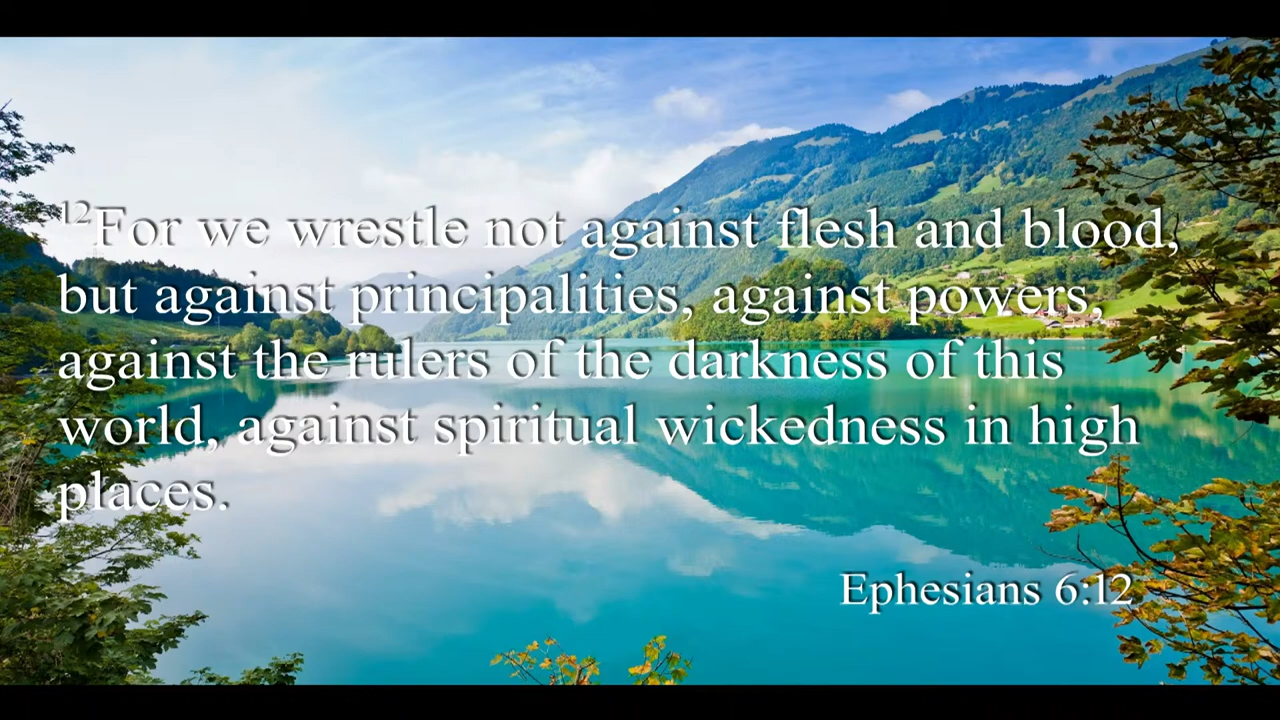 12For we wrestle not against flesh and blood,
but against principalities, against powers,
against the rulers of the darkness of this
world, against spiritual wickedness in high
places.
Ephesians 6:12